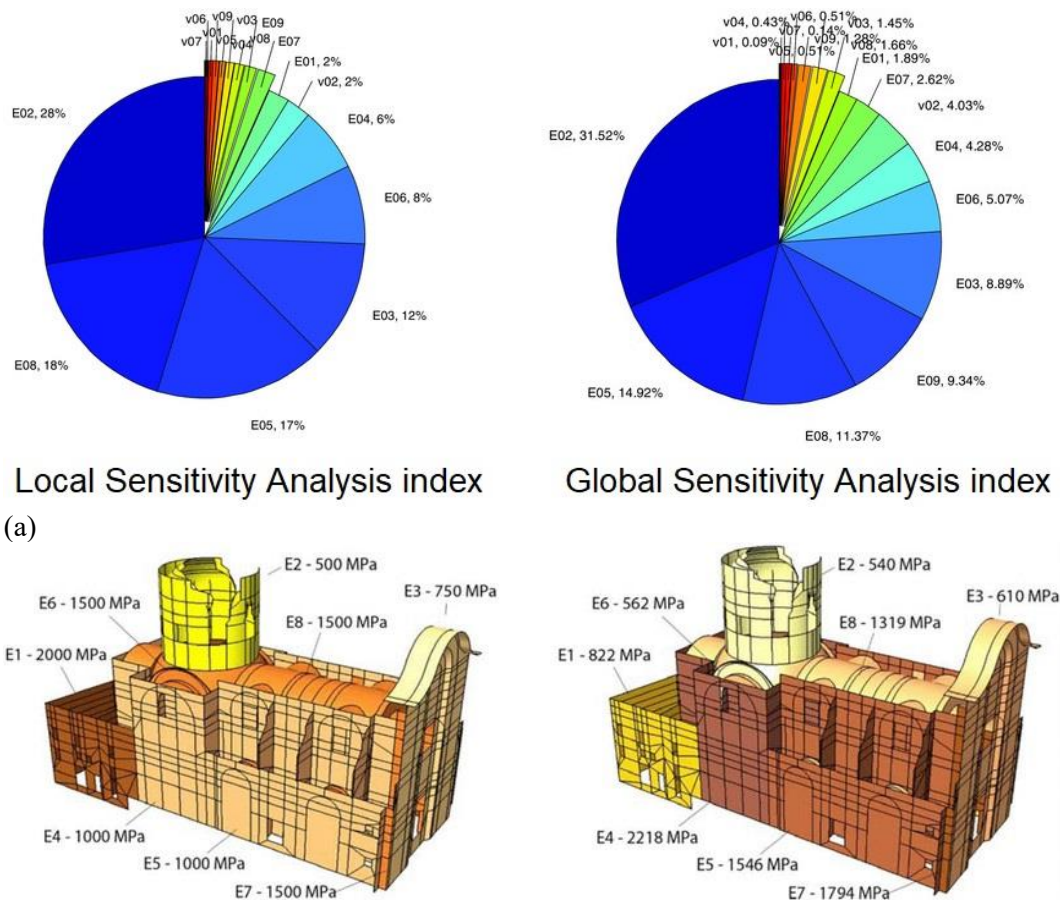 v06
v09
v03
E09
v07
v01
v05
v04
v08
E07
E01, 2%
v02, 2%
E04, 6%
E02, 28%
E06, 8%
E03, 12%
E08, 18%
E05, 17%
v04, 0.43%
v06, 0.51%
v03, 1.45%
v07, 0.14%
v09, 1.28%
v01, 0.09%
v05, 0.51%
v08, 1.66%
E01, 1.89%
E07, 2.62%
v02, 4.03%
E02, 31.52%
E04, 4.28%
E06, 5.07%
E03, 8.89%
E09, 9.34%
E05, 14.92%
E08, 11.37%
Local Sensitivity Analysis index
Global Sensitivity Analysis index
(a)
E2 - 500 MPa
E3 - 750 MPa
E6 - 1500 MPa
E8 - 1500 MPa
E1 - 2000 MPa
E4 - 1000 MPa
E5 - 1000 MPa
E7 - 1500 MPa
E2 - 540 MPa
E3 - 610 MPa
E6 - 562 MPa
E8 - 1319 MPa
E1 - 822 MPa
E4 - 2218 MPa
E5 - 1546 MPa
E7 - 1794 MPa